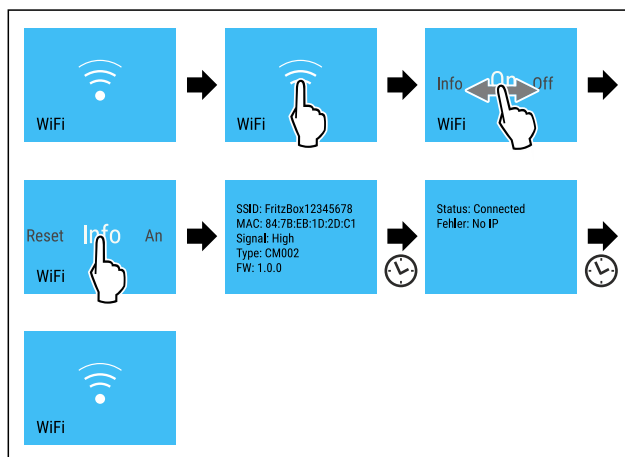 WiFi
WiFi
Info On Off
WiFi
Reset Info An
WiFi
SSID: FritzBox12345678
MAC: 84:7B:EB:1D:2D:C1
Signal: High
Type: CM002
FW: 1.0.0
Status: Connected
Fehler: No IP
WiFi